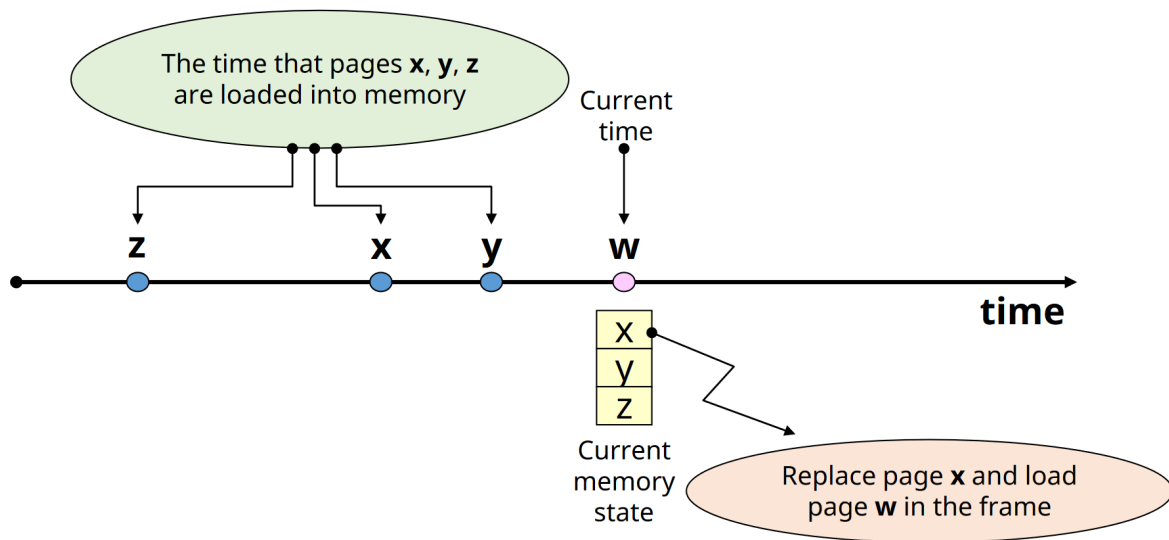 The time that pages x, y, z
are loaded into memory
Current
time
z
x
y
w
time
x
y
z
Current
memory
state
Replace page x and load
page w in the frame